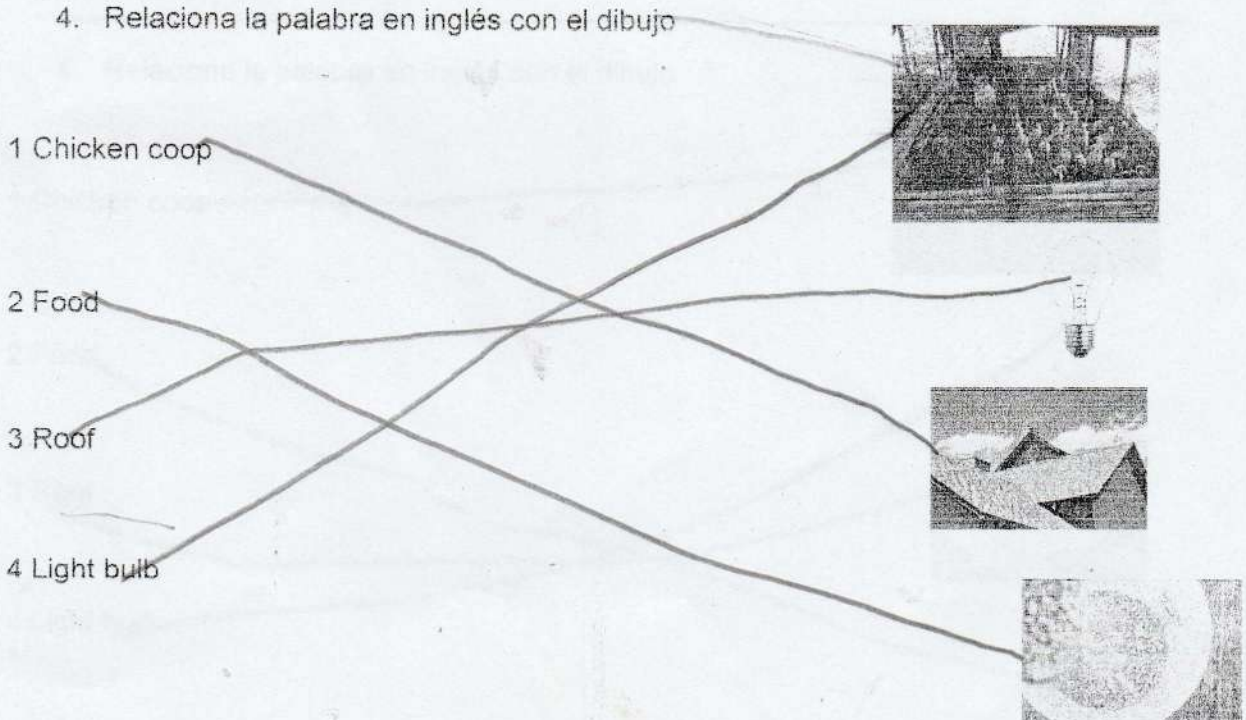 4. Relaciona la palabra en inglés con el dibujo
1 Chicken coop
2 Food
3 Roof
4 Light bulb